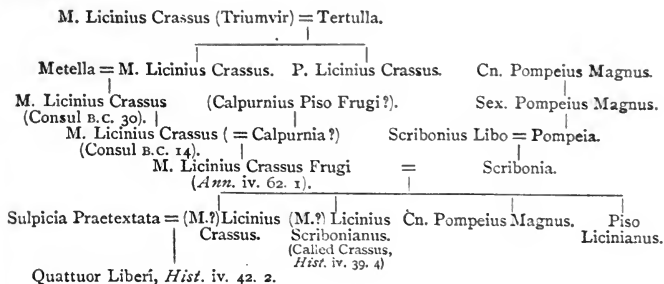 M. Licinius Crassus (Triumvir) = Tertulla.
Metella = M. Licinius Crassus. P. Licinius Crassus. Cn. Pompeius Magnus.
M. Licinius Crassus (Calpurnius Piso Frugi?). Sex. Pompeius Magnus.
(Consul B.C. 30).
M. Licinius Crassus (= Calpurnia?) Scribonius Libo = Pompeia.
(Consul B.C. 14).
M. Licinius Crassus Frugi = Scribonia.
(Ann. iv. 62. 1).
Sulpicia Praetextata = (M.?) Licinius (M.?) Licinius Cn. Pompeius Magnus. Piso
Crassus. Scribonianus. Licinianus.
(Called Crassus,
Hist. iv. 39. 4)
Quattuor Liberi, Hist. iv. 42. 2.